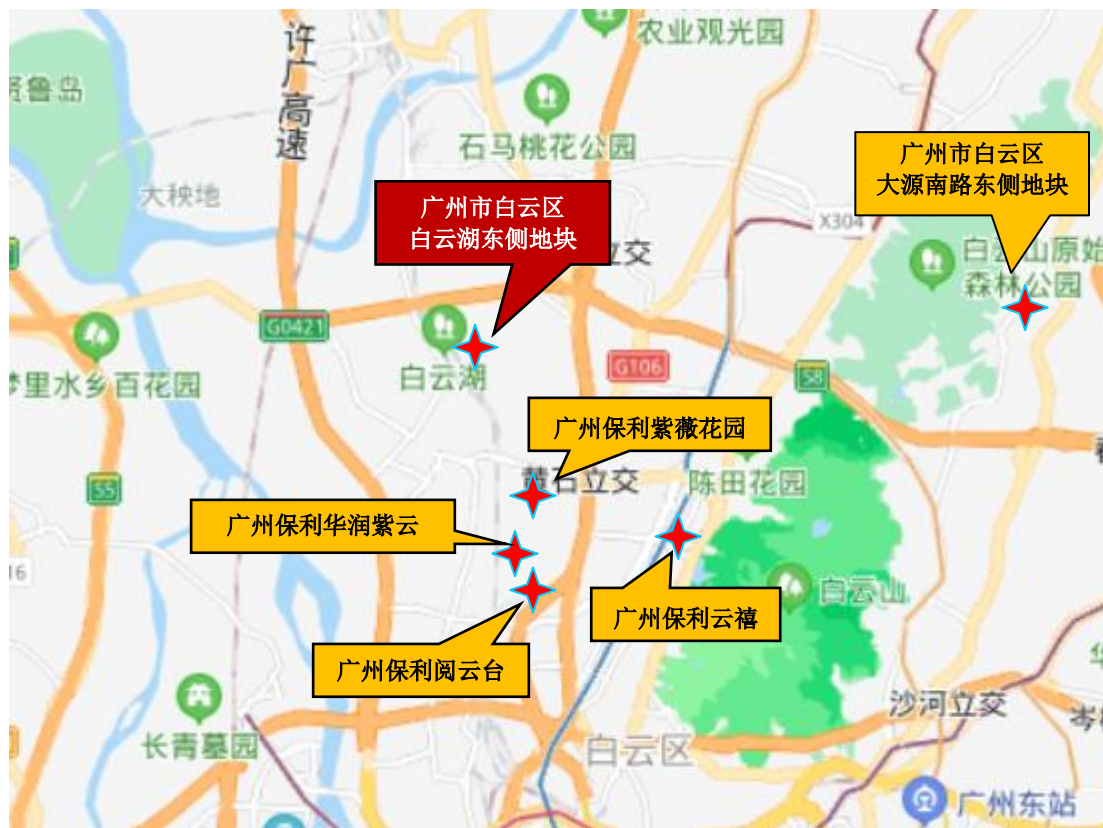 农业观光园
许广高速
石马桃花公园
大秧地
广州市白云区
大源南路东侧地块
广州市白云区
白云湖东侧地块
X304
立交
白云山原始
森林公园
G0421
G106
S8
白云湖
梦里水乡百花园
广州保利紫薇花园
黄石立交
陈田花园
S5
广州保利华润紫云
16
白云山
广州保利云禧
广州保利阅云台
沙河立交
长青墓园
白云区
广州东站